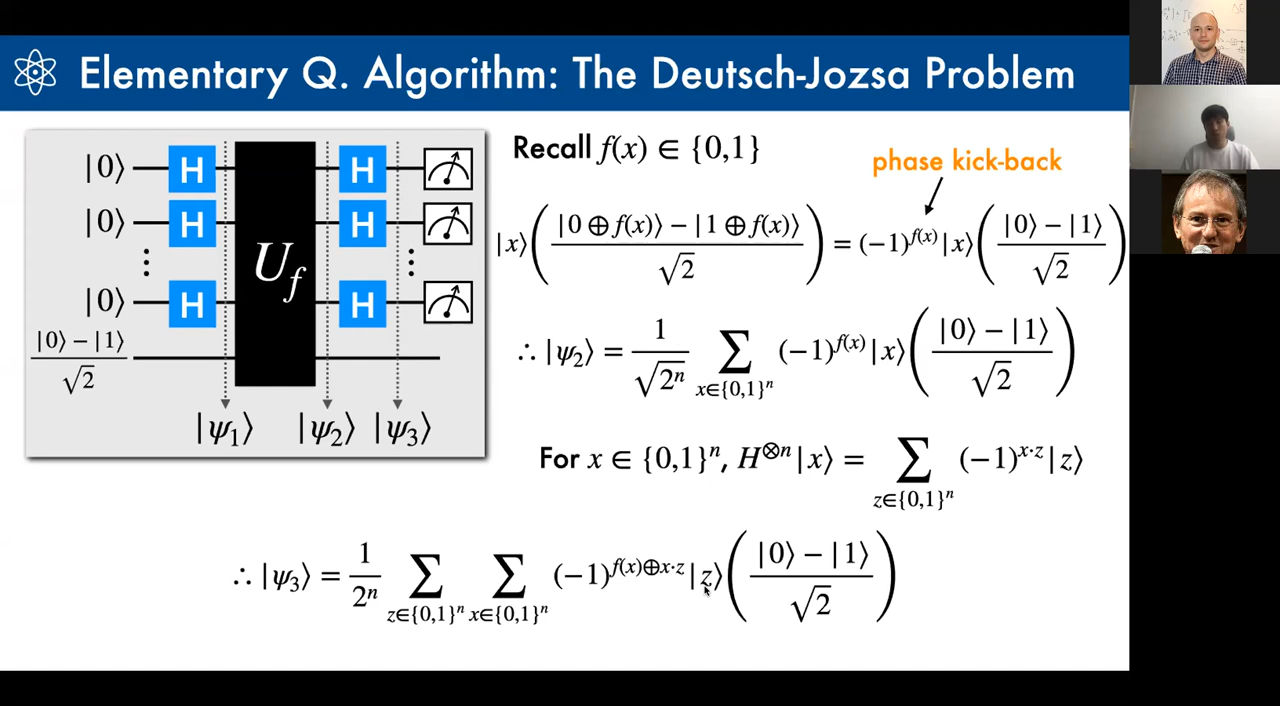 Elementary Q. Algorithm: The Deutsch-Jozsa Problem
|0⟩ H H
|0⟩ H H
⋮ U_f ⋮
|0⟩ H H
(|0⟩ − |1⟩)/√2
|ψ₁⟩ |ψ₂⟩ |ψ₃⟩
Recall f(x) ∈ {0,1}
phase kick-back
|x⟩((|0 ⊕ f(x)⟩ − |1 ⊕ f(x)⟩)/√2) = (−1)^{f(x)} |x⟩((|0⟩ − |1⟩)/√2)
∴ |ψ₂⟩ = 1/√(2ⁿ) ∑_{x∈{0,1}ⁿ} (−1)^{f(x)} |x⟩((|0⟩ − |1⟩)/√2)
For x ∈ {0,1}ⁿ, H^{⊗n} |x⟩ = ∑_{z∈{0,1}ⁿ} (−1)^{x·z} |z⟩
∴ |ψ₃⟩ = 1/2ⁿ ∑_{z∈{0,1}ⁿ} ∑_{x∈{0,1}ⁿ} (−1)^{f(x)⊕x·z} |z⟩((|0⟩ − |1⟩)/√2)